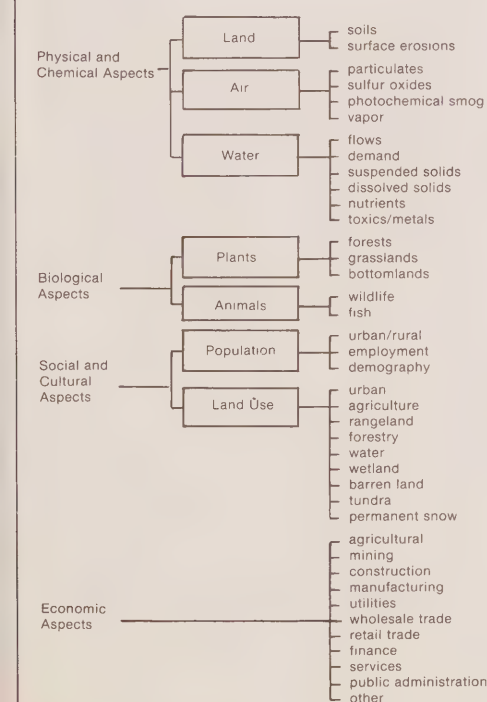 Physical and
Chemical Aspects
Land
soils
surface erosions
Air
particulates
sulfur oxides
photochemical smog
vapor
Water
flows
demand
suspended solids
dissolved solids
nutrients
toxics/metals
Biological
Aspects
Plants
forests
grasslands
bottomlands
Animals
wildlife
fish
Social and
Cultural
Aspects
Population
urban/rural
employment
demography
Land Use
urban
agriculture
rangeland
forestry
water
wetland
barren land
tundra
permanent snow
Economic
Aspects
agricultural
mining
construction
manufacturing
utilities
wholesale trade
retail trade
finance
services
public administration
other